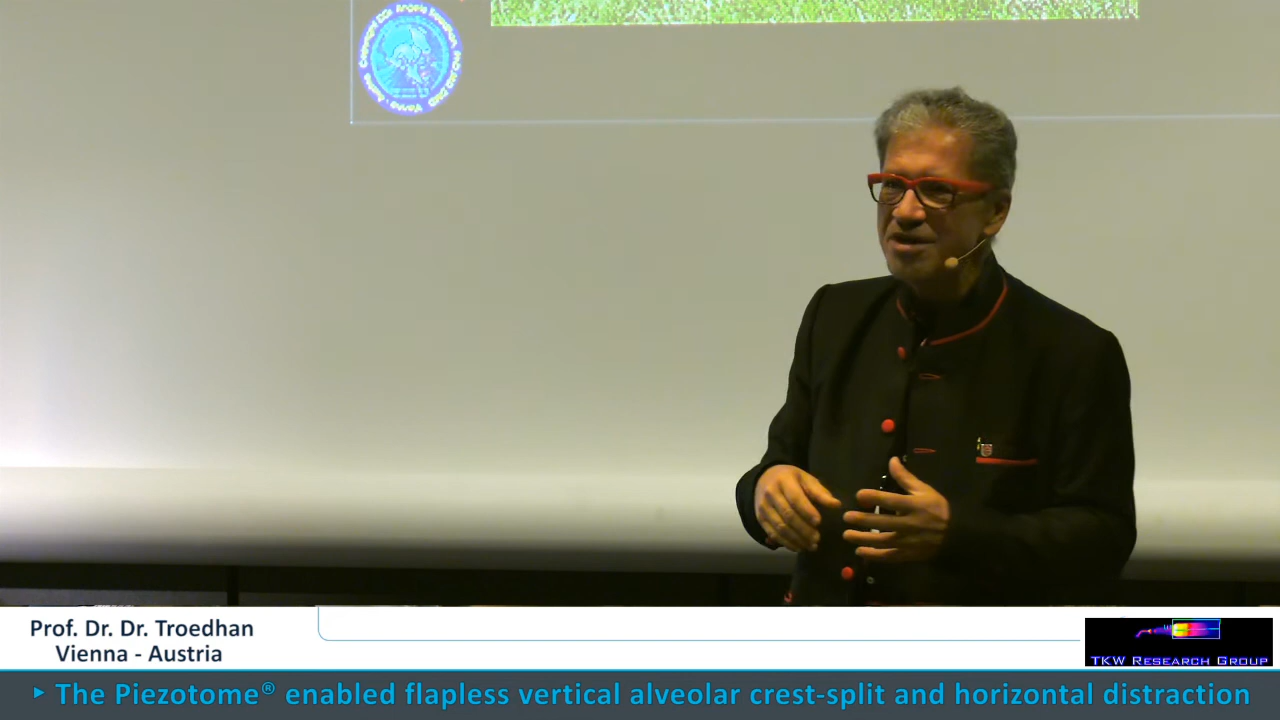 Prof. Dr. Dr. Troedhan
Vienna - Austria
TKW RESEARCH GROUP
The Piezotome® enabled flapless vertical alveolar crest-split and horizontal distraction